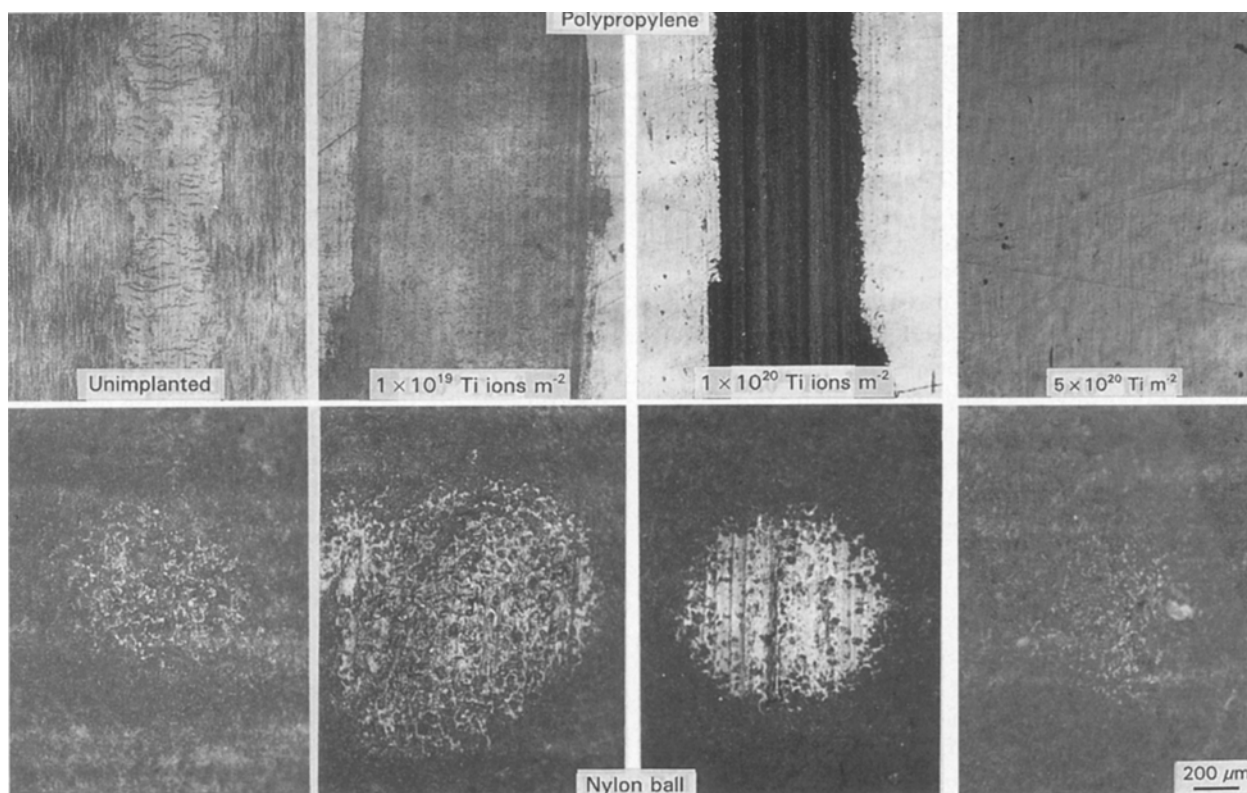 Polypropylene
Unimplanted
1 × 10¹⁹ Ti ions m⁻²
1 × 10²⁰ Ti ions m⁻²
5 × 10²⁰ Ti m⁻²
Nylon ball
200 μm